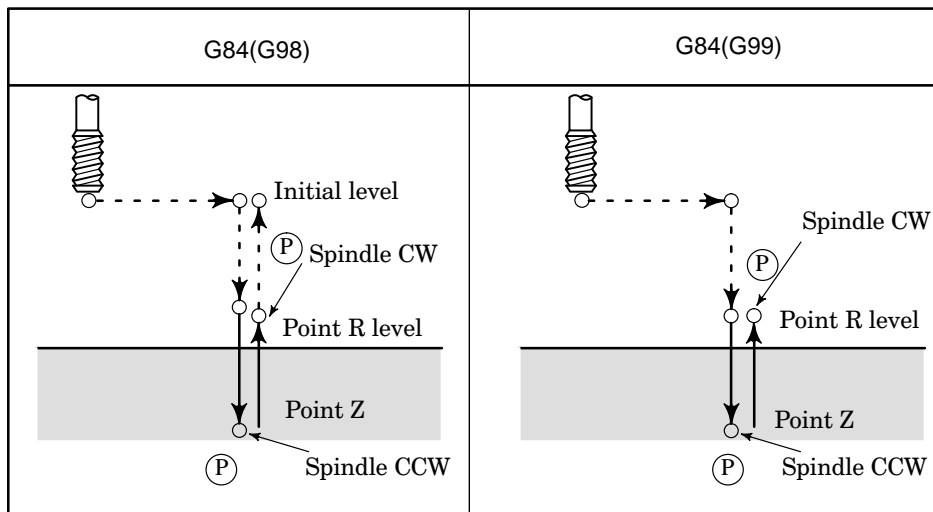 G84(G98)
G84(G99)
Initial level
P
Spindle CW
Point R level
Point Z
Spindle CCW
P
Spindle CW
P
Point R level
Point Z
Spindle CCW
P